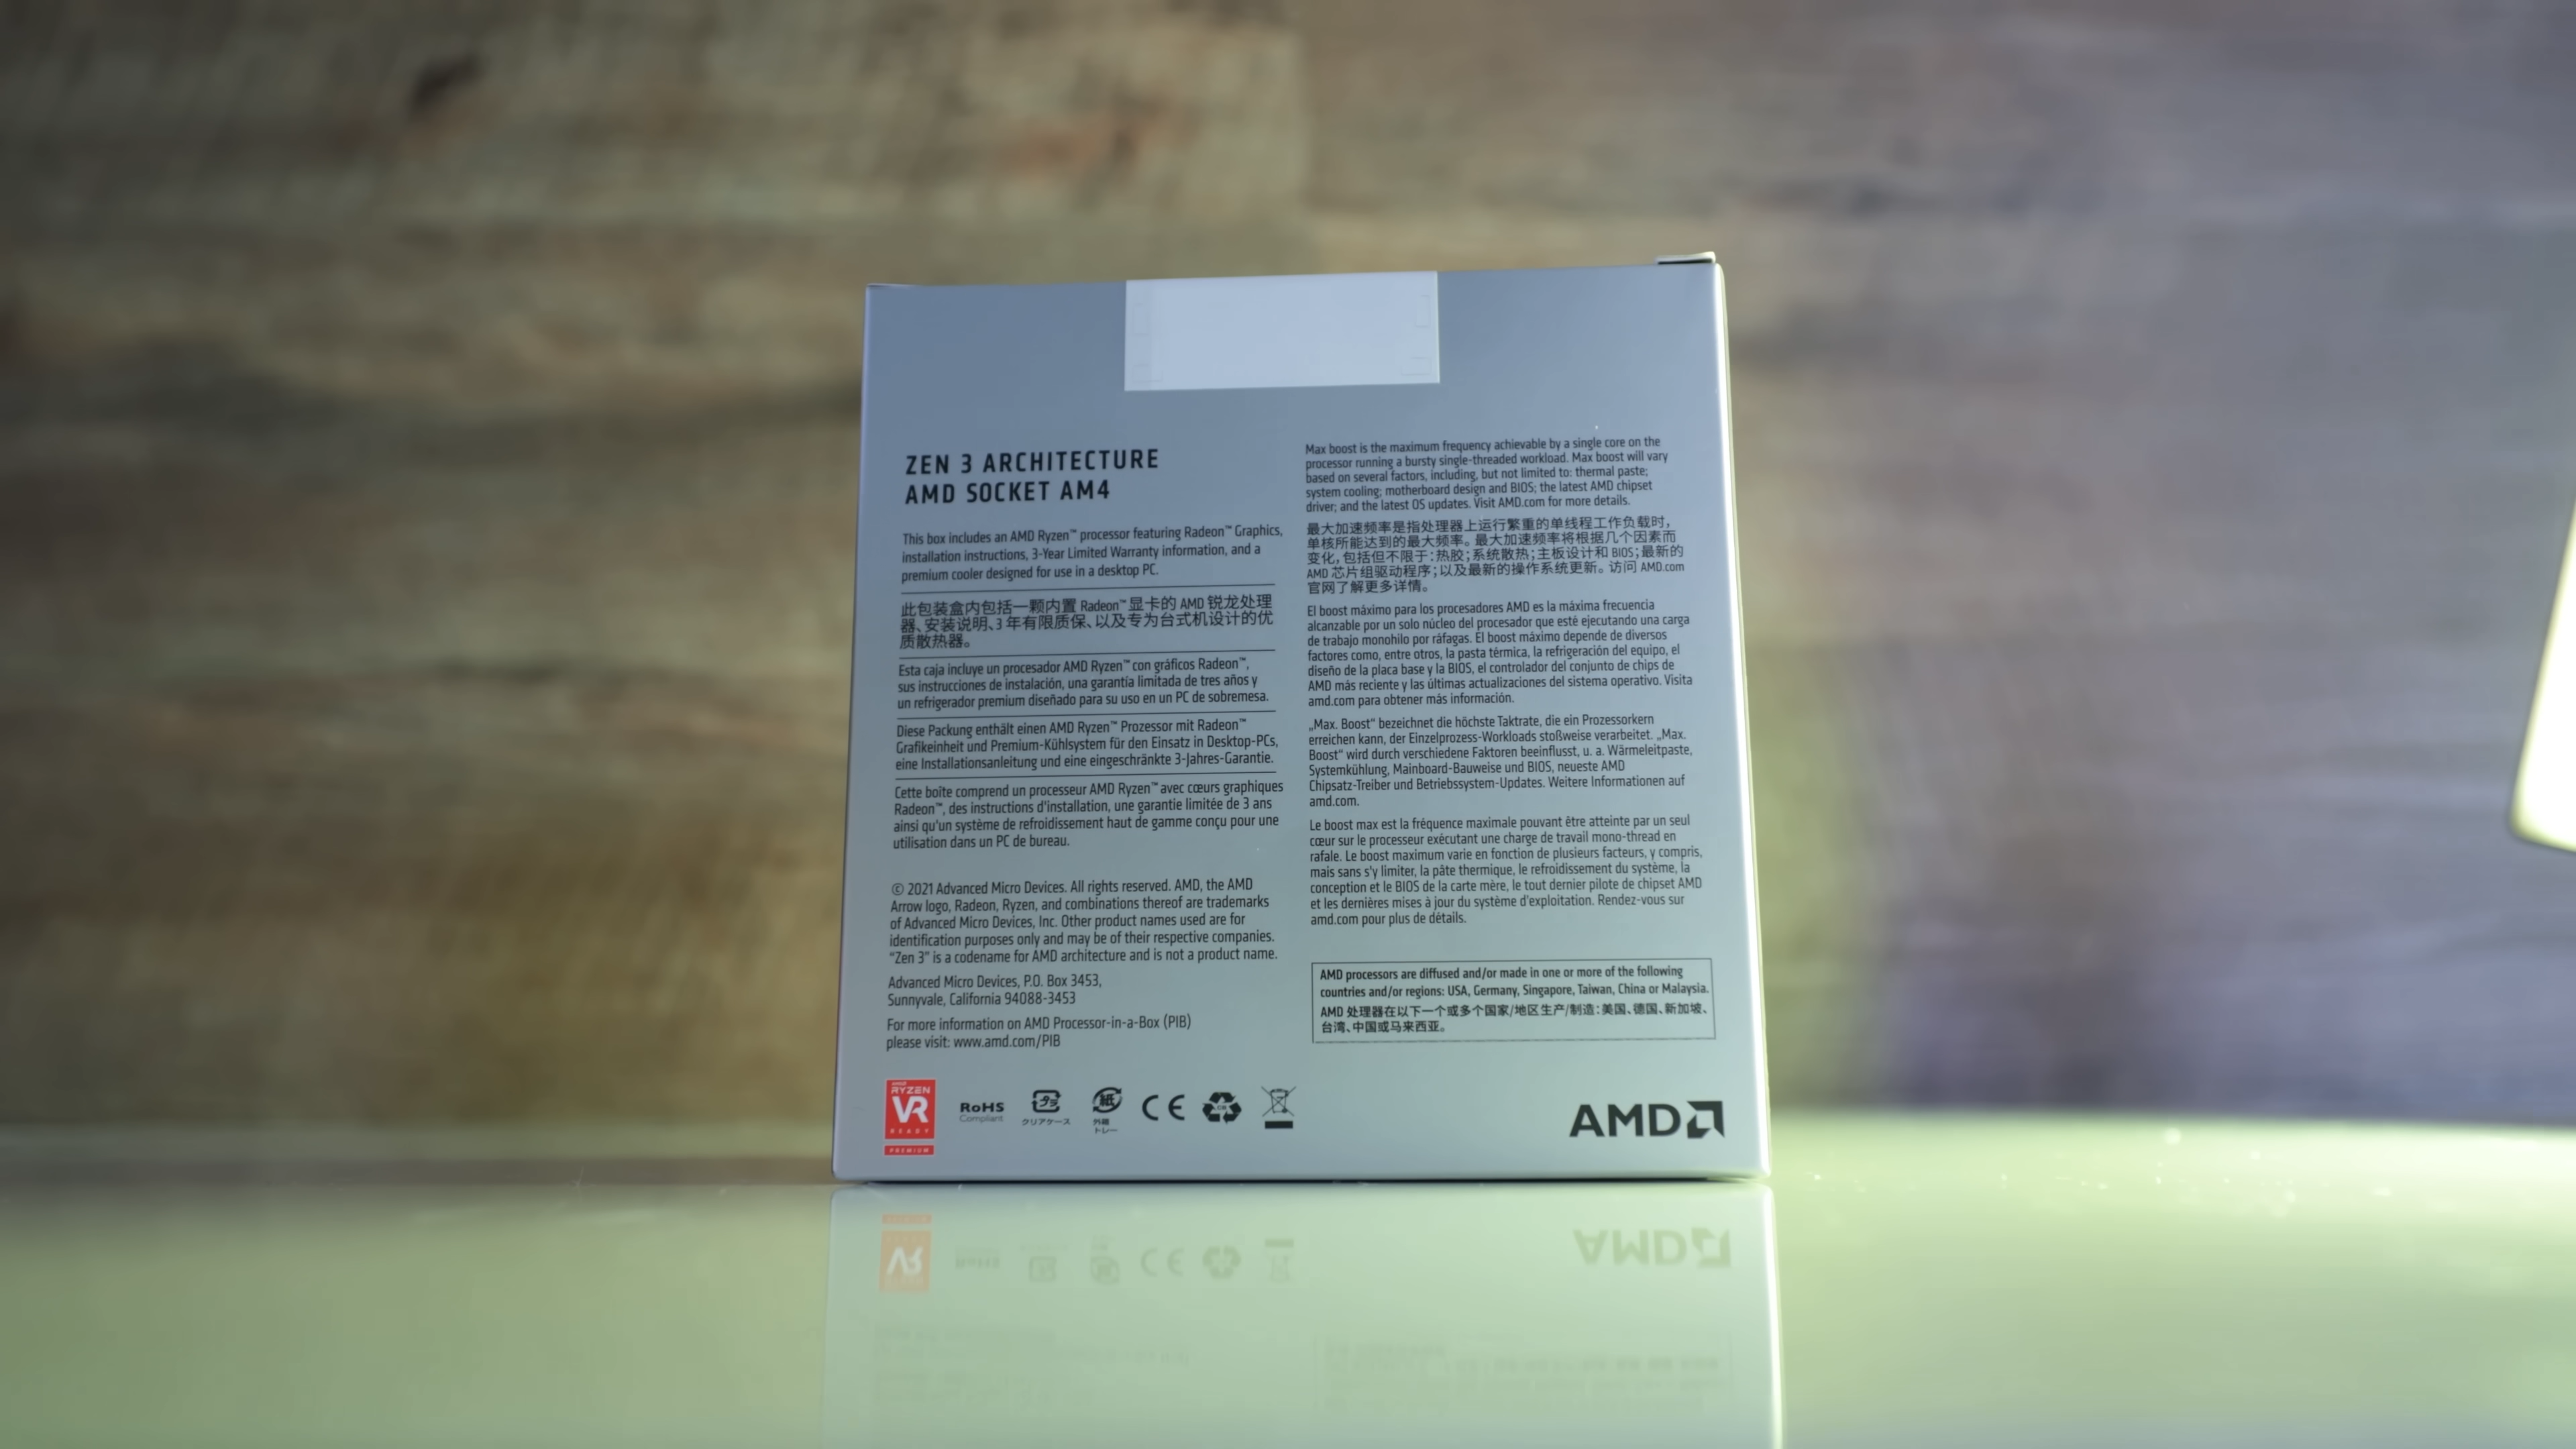 ZEN 3 ARCHITECTURE
AMD SOCKET AM4
This box includes an AMD Ryzen™ processor featuring Radeon™ Graphics,
installation instructions, 3-Year Limited Warranty information, and a
premium cooler designed for use in a desktop PC.
此包装盒内包括一颗内置 Radeon™ 显卡的 AMD 锐龙处理
器、安装说明、3 年有限质保、以及专为台式机设计的优
质散热器。
Esta caja incluye un procesador AMD Ryzen™ con gráficos Radeon™,
sus instrucciones de instalación, una garantía limitada de tres años y
un refrigerador premium diseñado para su uso en un PC de sobremesa.
Diese Packung enthält einen AMD Ryzen™ Prozessor mit Radeon™
Grafikeinheit und Premium-Kühlsystem für den Einsatz in Desktop-PCs,
eine Installationsanleitung und eine eingeschränkte 3-Jahres-Garantie.
Cette boîte comprend un processeur AMD Ryzen™ avec cœurs graphiques
Radeon™, des instructions d'installation, une garantie limitée de 3 ans
ainsi qu'un système de refroidissement haut de gamme conçu pour une
utilisation dans un PC de bureau.
© 2021 Advanced Micro Devices. All rights reserved. AMD, the AMD
Arrow logo, Radeon, Ryzen, and combinations thereof are trademarks
of Advanced Micro Devices, Inc. Other product names used are for
identification purposes only and may be of their respective companies.
"Zen 3" is a codename for AMD architecture and is not a product name.
Advanced Micro Devices, P.O. Box 3453,
Sunnyvale, California 94088-3453
For more information on AMD Processor-in-a-Box (PIB)
please visit: www.amd.com/PIB
Max boost is the maximum frequency achievable by a single core on the
processor running a bursty single-threaded workload. Max boost will vary
based on several factors, including, but not limited to: thermal paste;
system cooling; motherboard design and BIOS; the latest AMD chipset
driver; and the latest OS updates. Visit AMD.com for more details.
最大加速频率是指处理器上运行繁重的单线程工作负载时,
单核所能达到的最大频率。最大加速频率将根据几个因素而
变化,包括但不限于:热胶;系统散热;主板设计和 BIOS;最新的
AMD 芯片组驱动程序;以及最新的操作系统更新。访问 AMD.com
官网了解更多详情。
El boost máximo para los procesadores AMD es la máxima frecuencia
alcanzable por un solo núcleo del procesador que esté ejecutando una carga
de trabajo monohilo por ráfagas. El boost máximo depende de diversos
factores como, entre otros, la pasta térmica, la refrigeración del equipo, el
diseño de la placa base y la BIOS, el controlador del conjunto de chips de
AMD más reciente y las últimas actualizaciones del sistema operativo. Visita
amd.com para obtener más información.
„Max. Boost" bezeichnet die höchste Taktrate, die ein Prozessorkern
erreichen kann, der Einzelprozess-Workloads stoßweise verarbeitet. „Max.
Boost" wird durch verschiedene Faktoren beeinflusst, u. a. Wärmeleitpaste,
Systemkühlung, Mainboard-Bauweise und BIOS, neueste AMD
Chipsatz-Treiber und Betriebssystem-Updates. Weitere Informationen auf
amd.com.
Le boost max est la fréquence maximale pouvant être atteinte par un seul
cœur sur le processeur exécutant une charge de travail mono-thread en
rafale. Le boost maximum varie en fonction de plusieurs facteurs, y compris,
mais sans s'y limiter, la pâte thermique, le refroidissement du système, la
conception et le BIOS de la carte mère, le tout dernier pilote de chipset AMD
et les dernières mises à jour du système d'exploitation. Rendez-vous sur
amd.com pour plus de détails.
AMD processors are diffused and/or made in one or more of the following
countries and/or regions: USA, Germany, Singapore, Taiwan, China or Malaysia.
AMD 处理器在以下一个或多个国家/地区生产/制造:美国、德国、新加坡、
台湾、中国或马来西亚。
AMD
RYZEN
VR
READY
PREMIUM
RoHS
Compliant
プラ
クリアケース
紙
外箱
トレー
CE
AMD